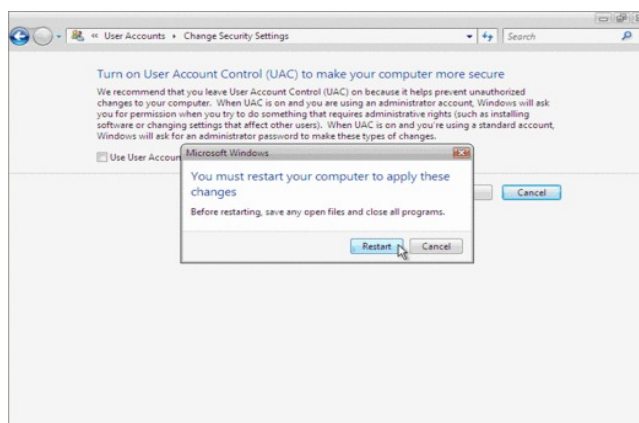 « User Accounts ▸ Change Security Settings
Search
Turn on User Account Control (UAC) to make your computer more secure
We recommend that you leave User Account Control (UAC) on because it helps prevent unauthorized
changes to your computer. When UAC is on and you are using an administrator account, Windows will ask
you for permission when you try to do something that requires administrative rights (such as installing
software or changing settings that affect other users). When UAC is on and you're using a standard account,
Windows will ask for an administrator password to make these types of changes.
Use User Accoun
Microsoft Windows
You must restart your computer to apply these
changes
Before restarting, save any open files and close all programs.
Restart Cancel
Cancel